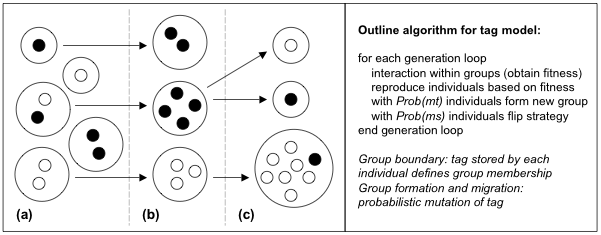 (a)
(b)
(c)
Outline algorithm for tag model:
for each generation loop
interaction within groups (obtain fitness)
reproduce individuals based on fitness
with Prob(mt) individuals form new group
with Prob(ms) individuals flip strategy
end generation loop
Group boundary: tag stored by each
individual defines group membership
Group formation and migration:
probabilistic mutation of tag